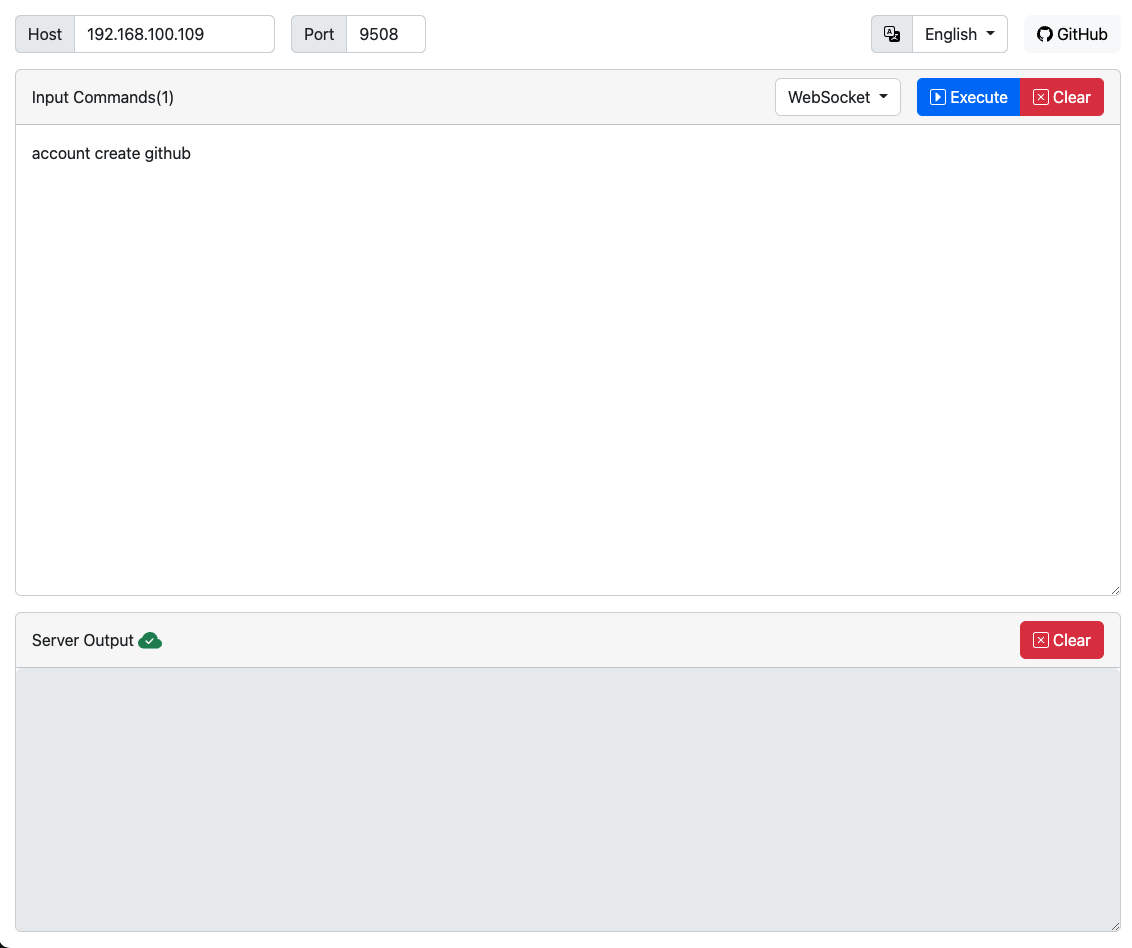 Host 192.168.100.109 Port 9508 English GitHub
Input Commands(1) WebSocket Execute Clear
account create github
Server Output Clear